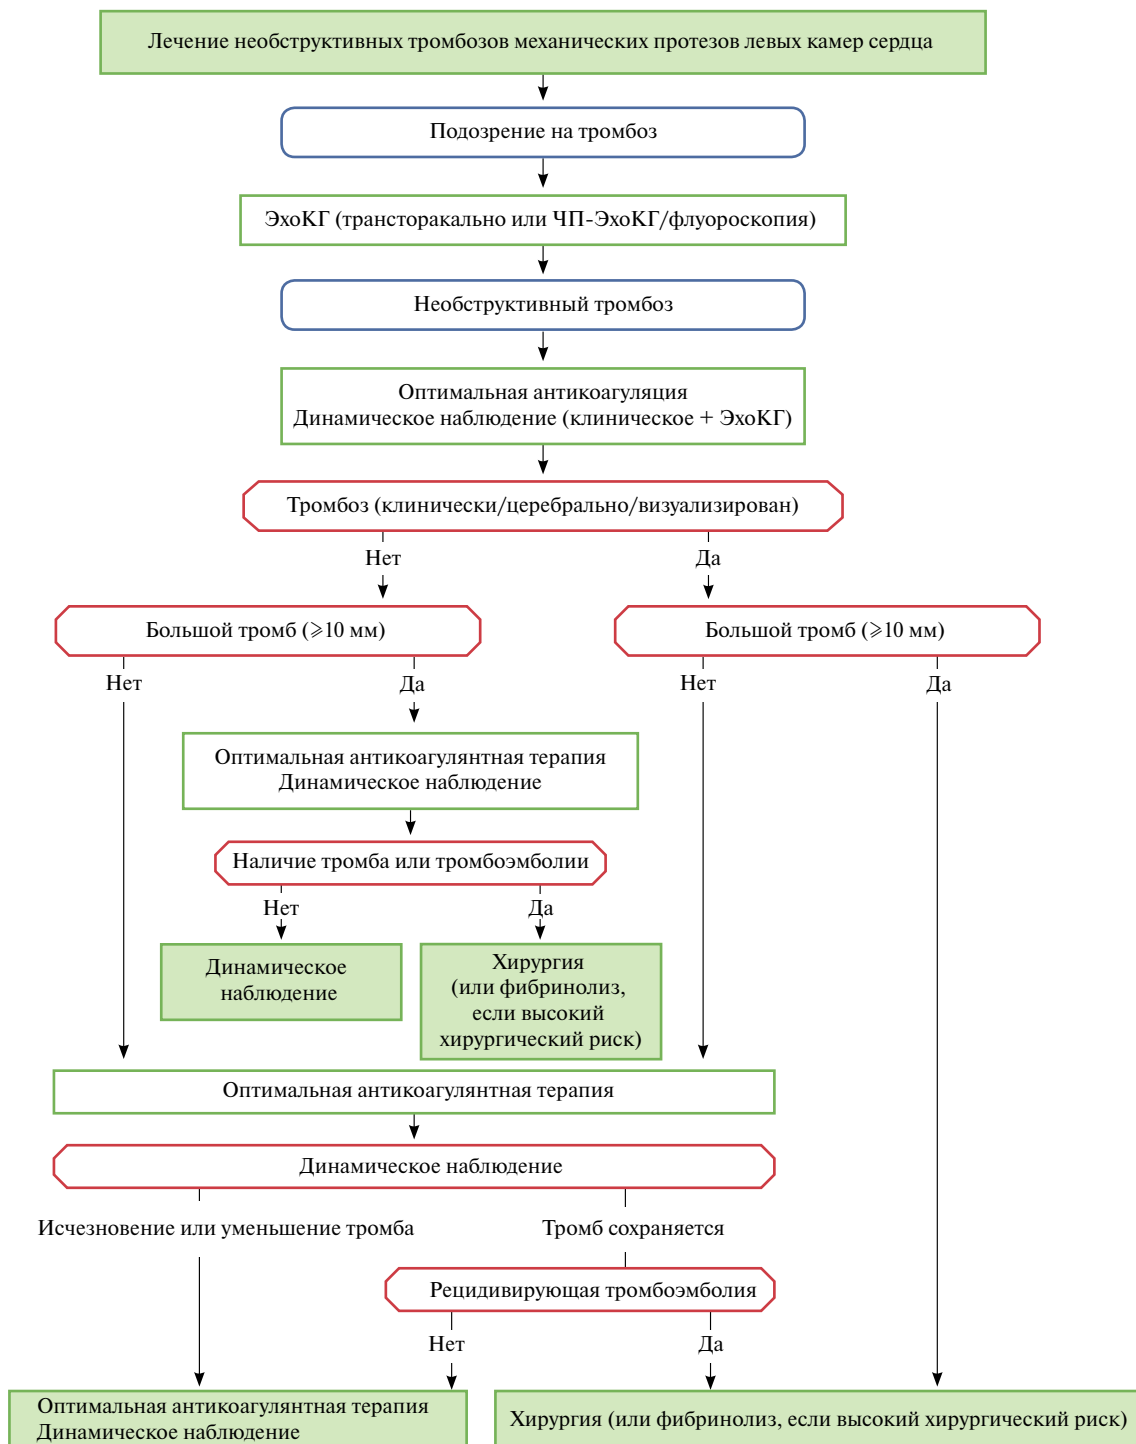 Лечение необструктивных тромбозов механических протезов левых камер сердца
Подозрение на тромбоз
ЭхоКГ (трансторакально или ЧП-ЭхоКГ/флуороскопия)
Необструктивный тромбоз
Оптимальная антикоагуляция
Динамическое наблюдение (клиническое + ЭхоКГ)
Тромбоз (клинически/церебрально/визуализирован)
Нет
Да
Большой тромб (⩾10 мм)
Большой тромб (⩾10 мм)
Нет
Да
Нет
Да
Оптимальная антикоагулянтная терапия
Динамическое наблюдение
Наличие тромба или тромбоэмболии
Нет
Да
Динамическое
наблюдение
Хирургия
(или фибринолиз,
если высокий
хирургический риск)
Оптимальная антикоагулянтная терапия
Динамическое наблюдение
Исчезновение или уменьшение тромба
Тромб сохраняется
Рецидивирующая тромбоэмболия
Нет
Да
Оптимальная антикоагулянтная терапия
Динамическое наблюдение
Хирургия (или фибринолиз, если высокий хирургический риск)